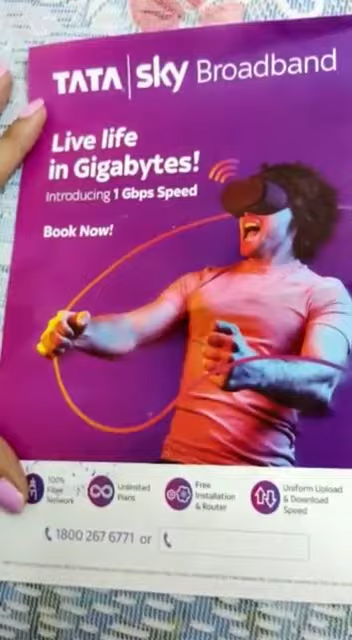 TATA sky Broadband
Live life
in Gigabytes!
Introducing 1 Gbps Speed
Book Now!
100%
Fibre
Network
Unlimited
Plans
Free
Installation
& Router
Uniform Upload
& Download
Speed
1800 267 6771 or